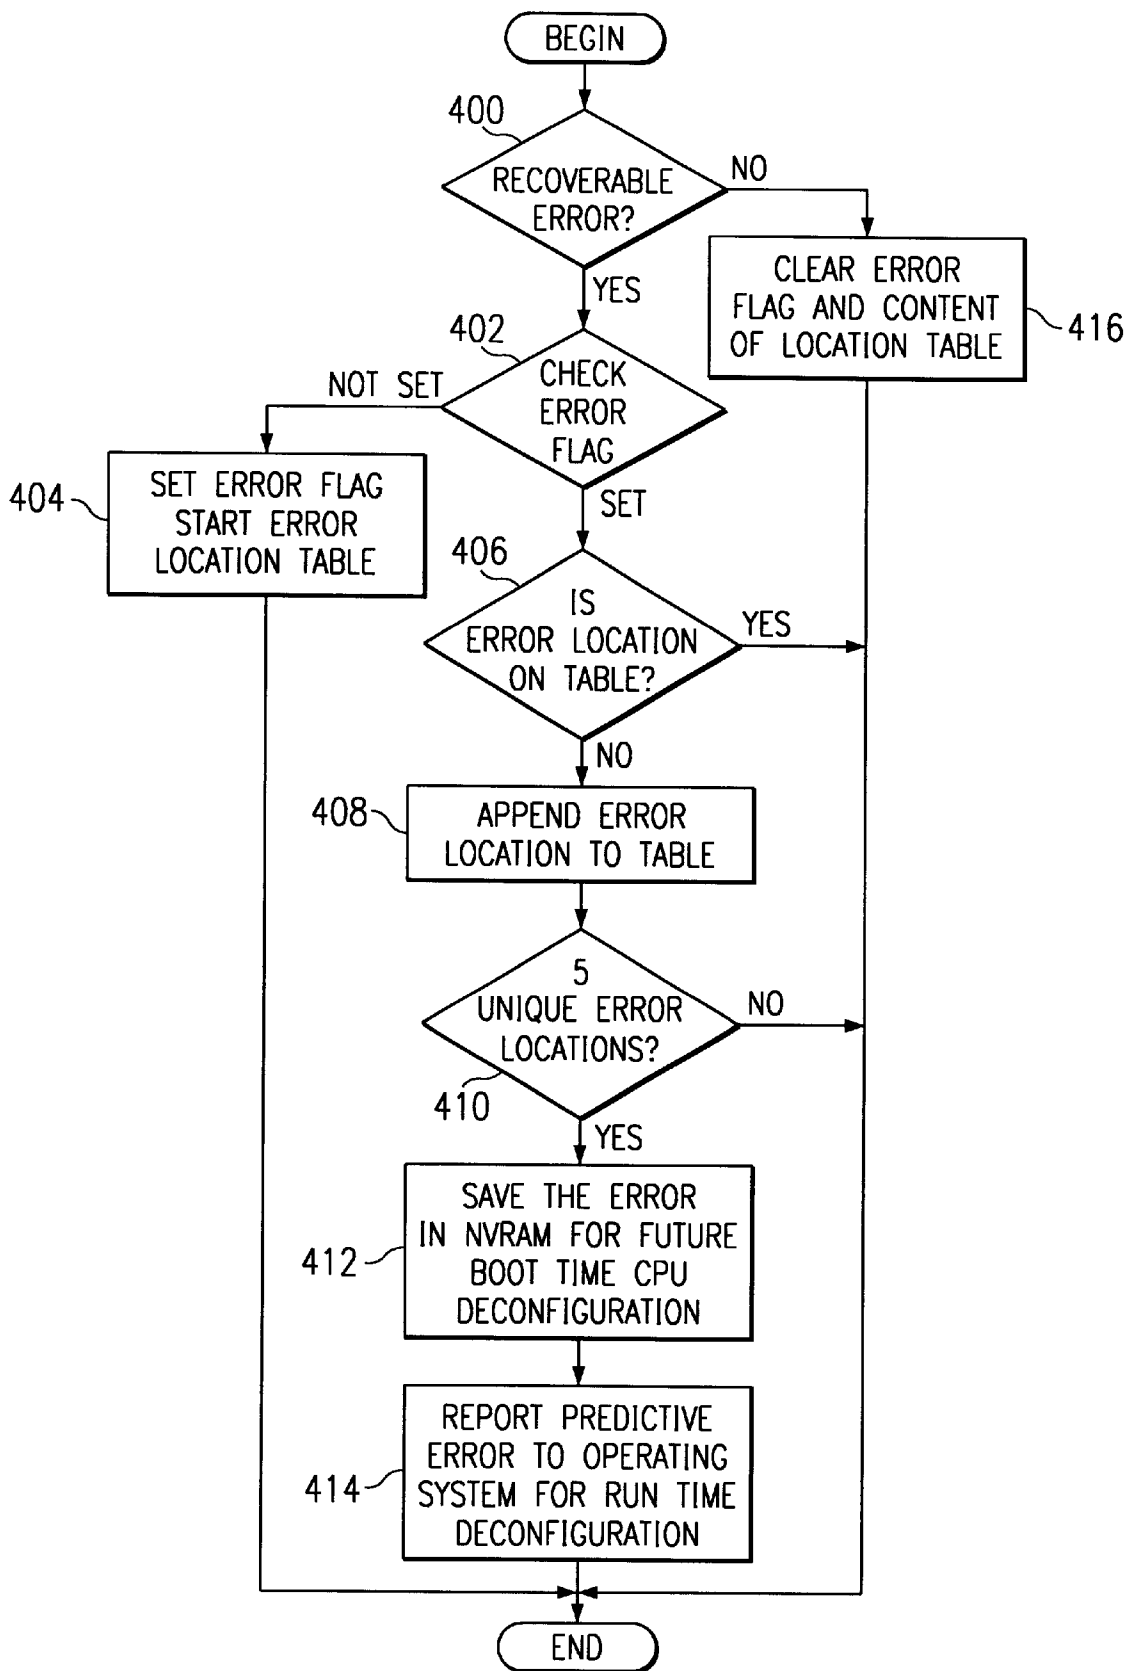 BEGIN
400
RECOVERABLE
ERROR?
NO
YES
CLEAR ERROR
FLAG AND CONTENT
OF LOCATION TABLE
416
402
CHECK
ERROR
FLAG
NOT SET
SET
404
SET ERROR FLAG
START ERROR
LOCATION TABLE
406
IS
ERROR LOCATION
ON TABLE?
YES
NO
408
APPEND ERROR
LOCATION TO TABLE
5
UNIQUE ERROR
LOCATIONS?
NO
410
YES
412
SAVE THE ERROR
IN NVRAM FOR FUTURE
BOOT TIME CPU
DECONFIGURATION
414
REPORT PREDICTIVE
ERROR TO OPERATING
SYSTEM FOR RUN TIME
DECONFIGURATION
END